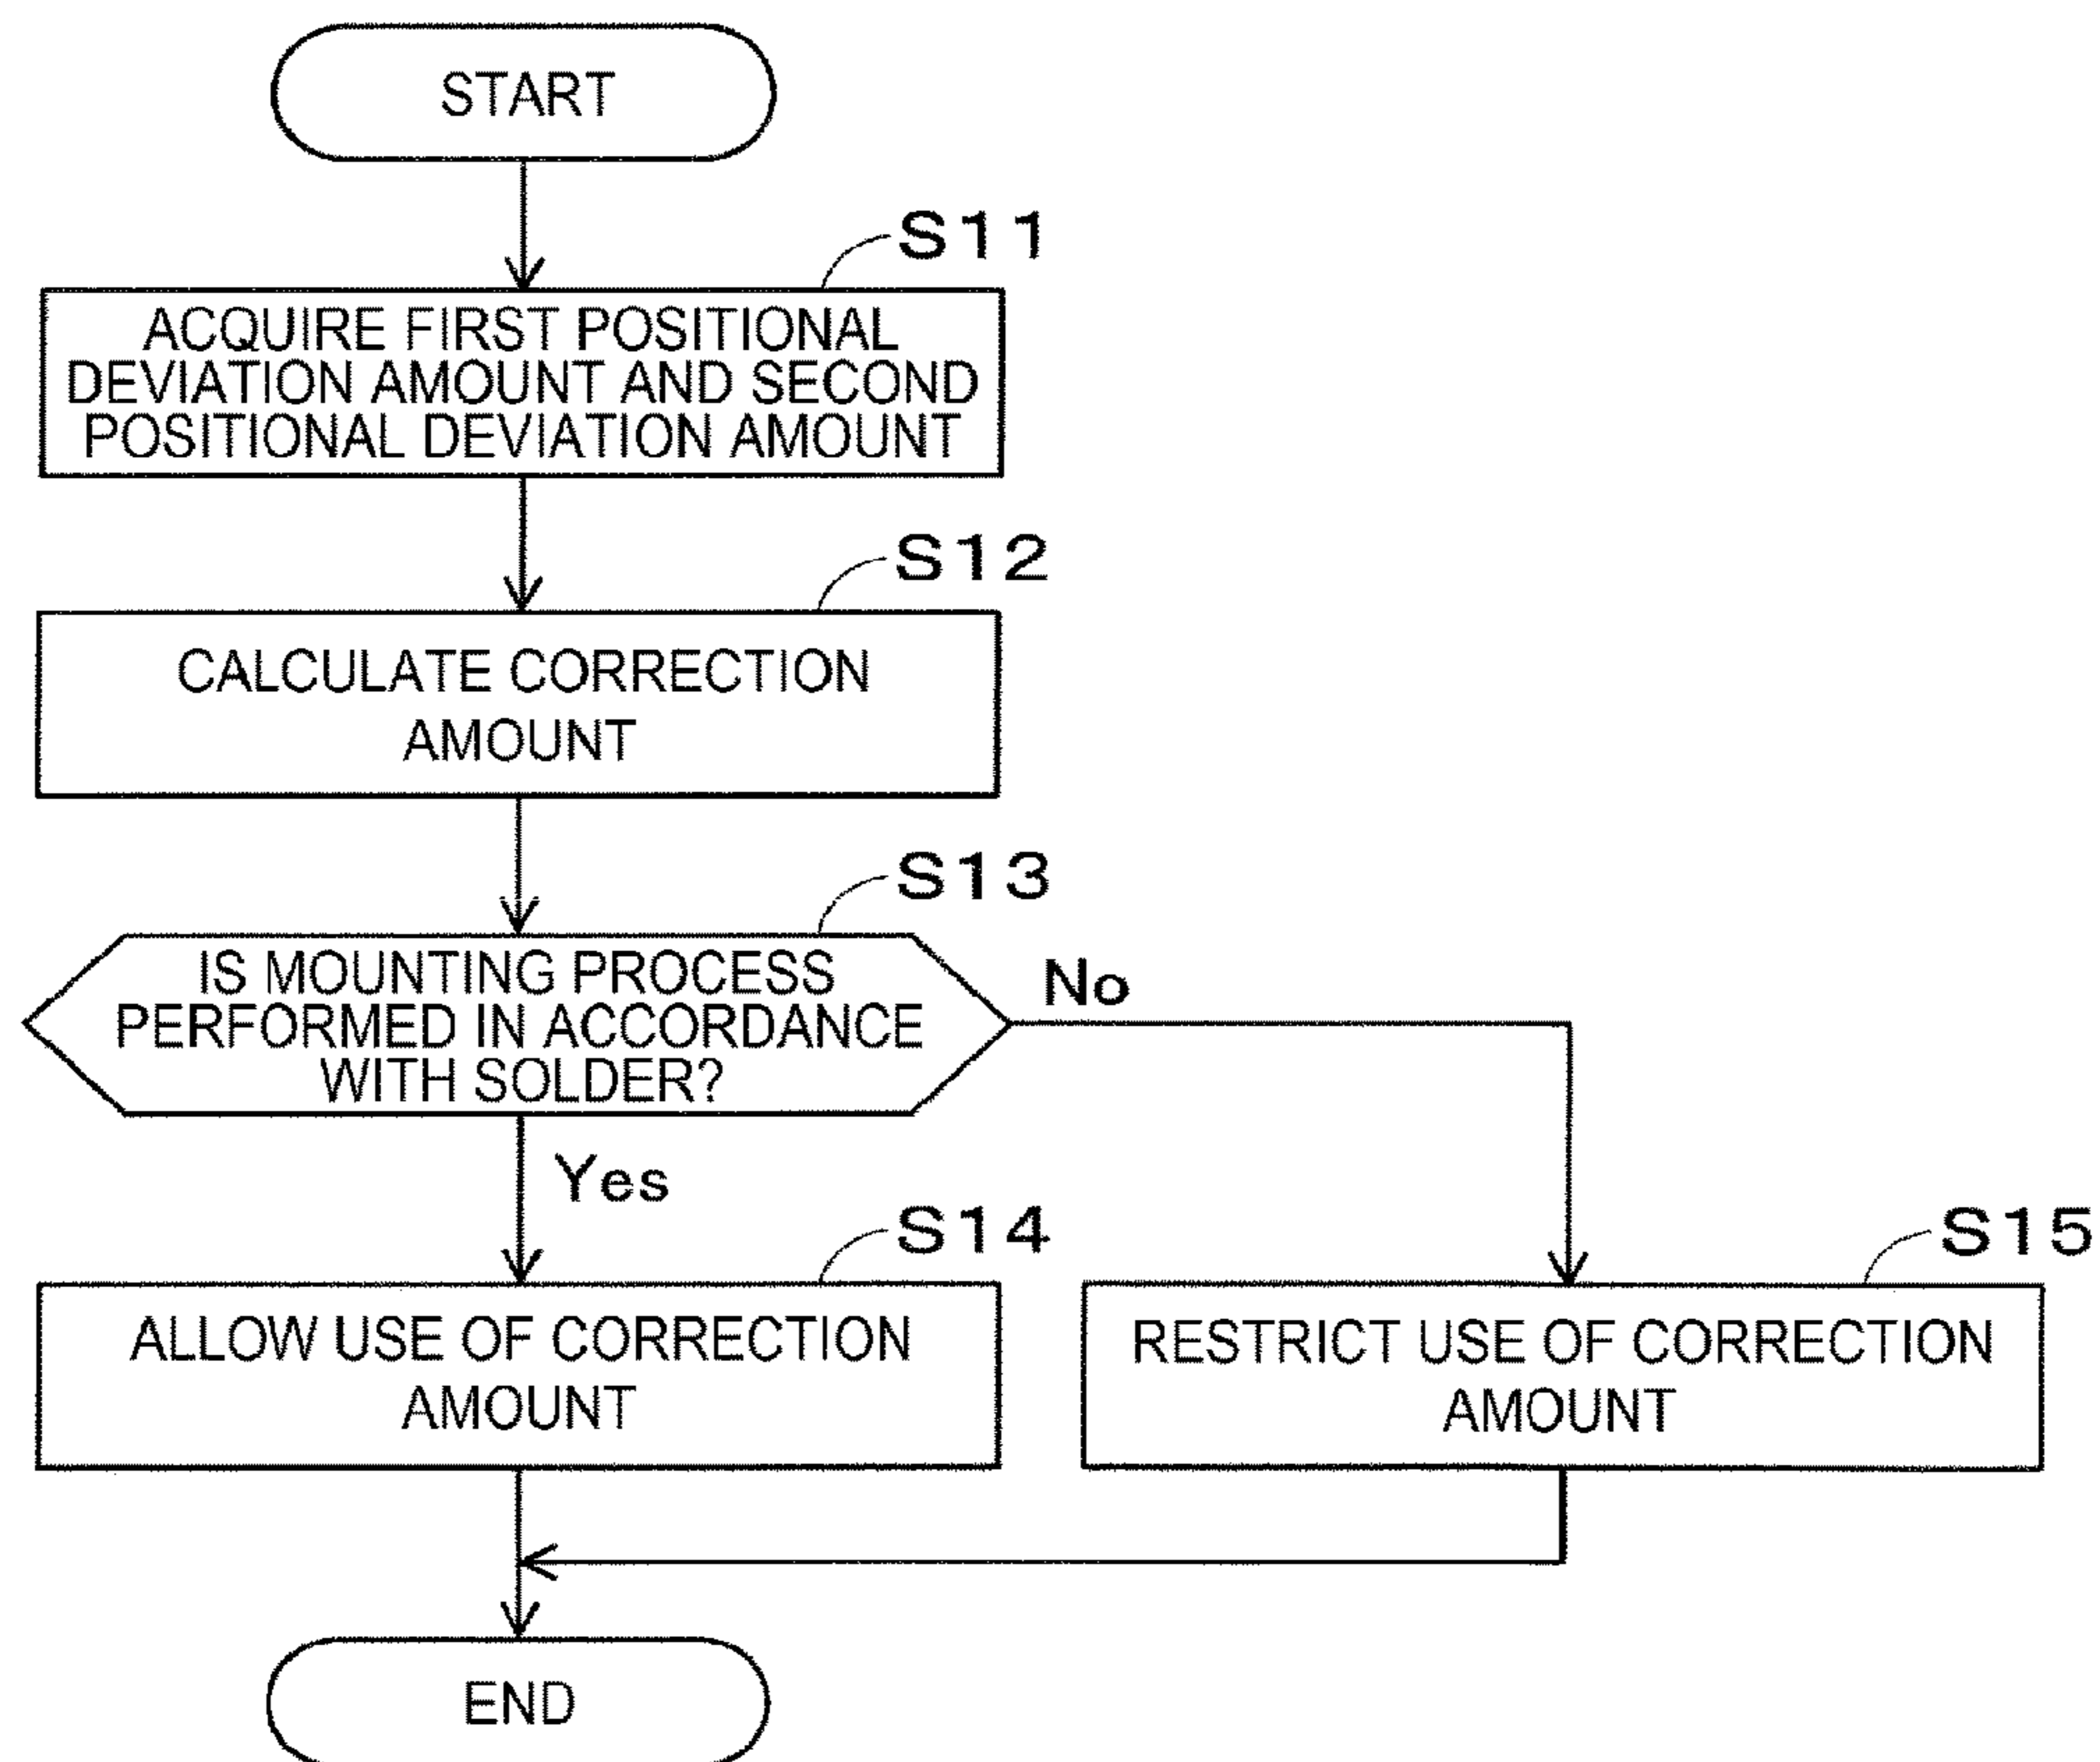 START
S11
ACQUIRE FIRST POSITIONAL
DEVIATION AMOUNT AND SECOND
POSITIONAL DEVIATION AMOUNT
S12
CALCULATE CORRECTION
AMOUNT
S13
IS MOUNTING PROCESS
PERFORMED IN ACCORDANCE
WITH SOLDER?
No
Yes
S14
ALLOW USE OF CORRECTION
AMOUNT
S15
RESTRICT USE OF CORRECTION
AMOUNT
END